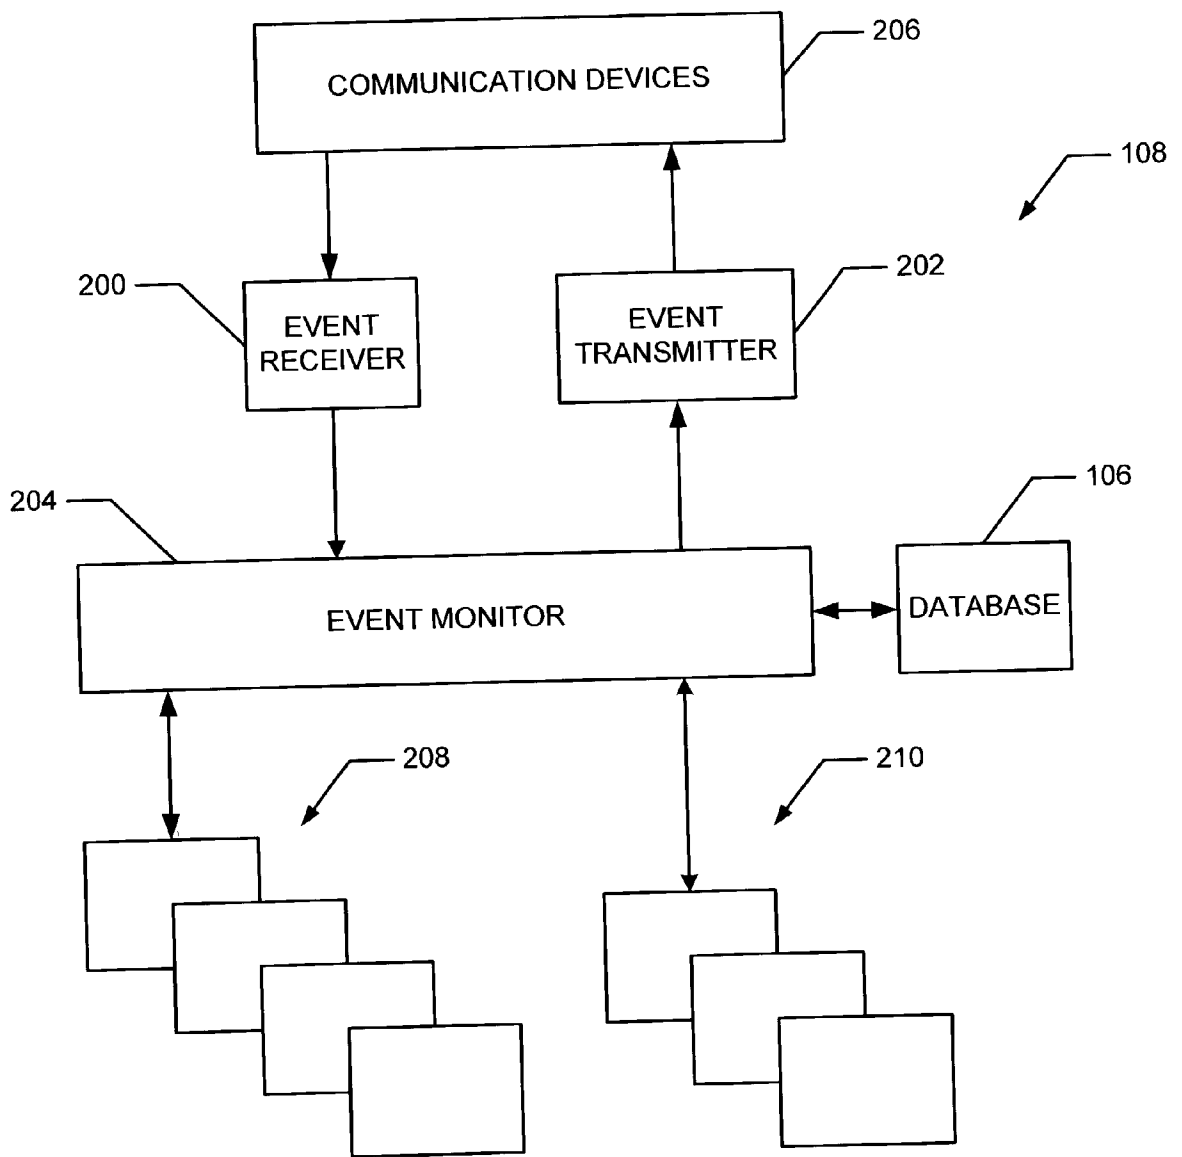 206
COMMUNICATION DEVICES
108
200
202
EVENT
RECEIVER
EVENT
TRANSMITTER
204
106
EVENT MONITOR
DATABASE
208
210